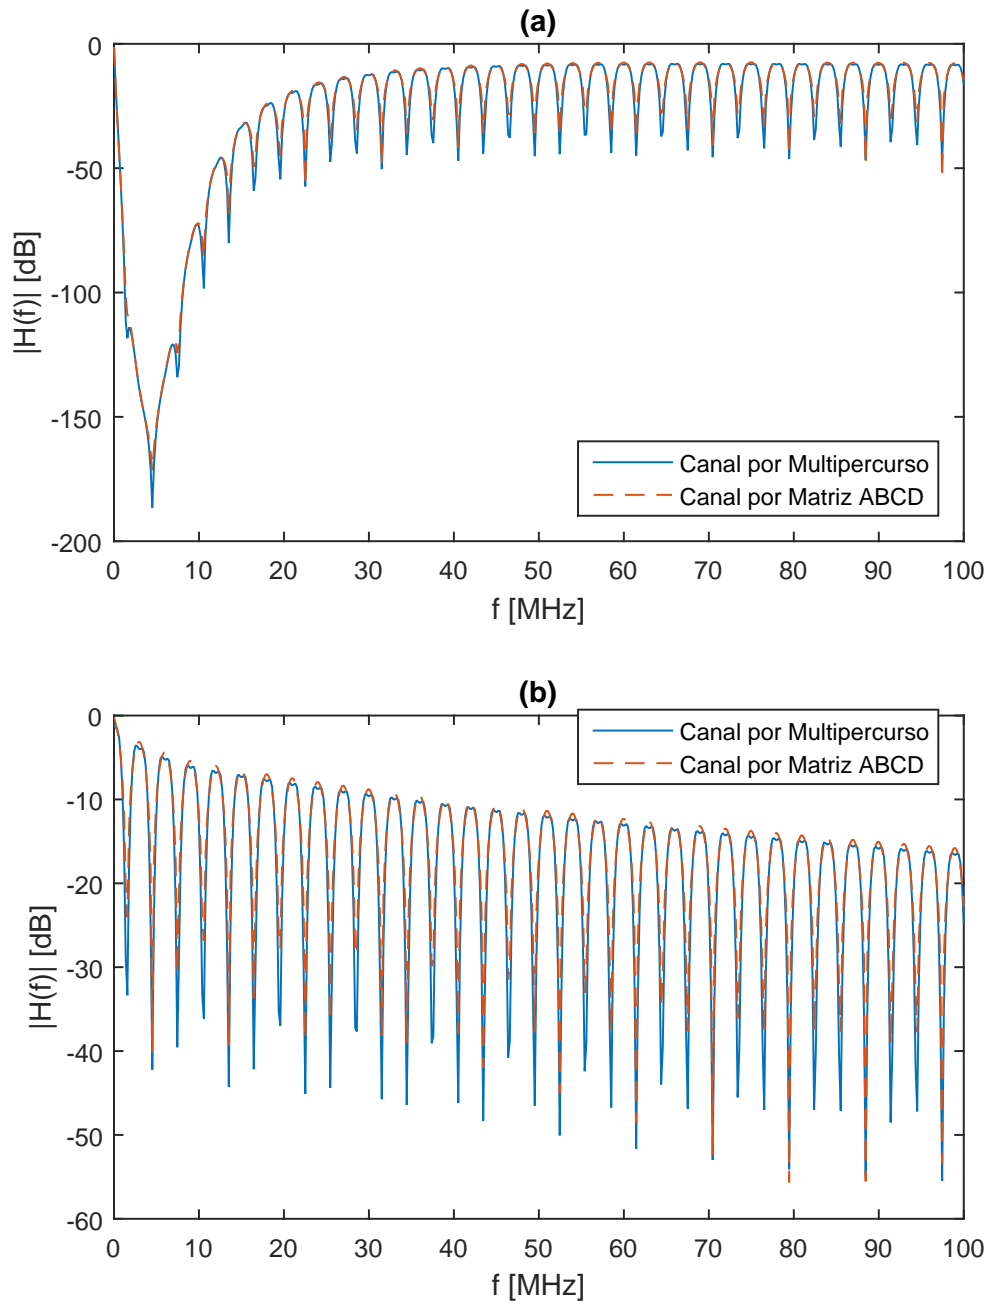 (a)
|H(f)| [dB]
0
-50
-100
-150
-200
Canal por Multipercurso
Canal por Matriz ABCD
0 10 20 30 40 50 60 70 80 90 100
f [MHz]
(b)
|H(f)| [dB]
0
-10
-20
-30
-40
-50
-60
Canal por Multipercurso
Canal por Matriz ABCD
0 10 20 30 40 50 60 70 80 90 100
f [MHz]